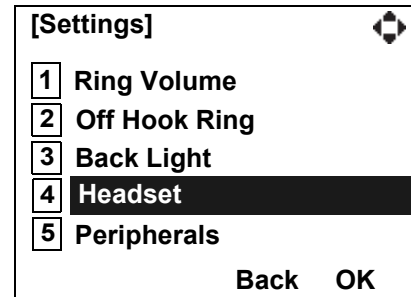 [Settings]
1 Ring Volume
2 Off Hook Ring
3 Back Light
4 Headset
5 Peripherals
Back OK